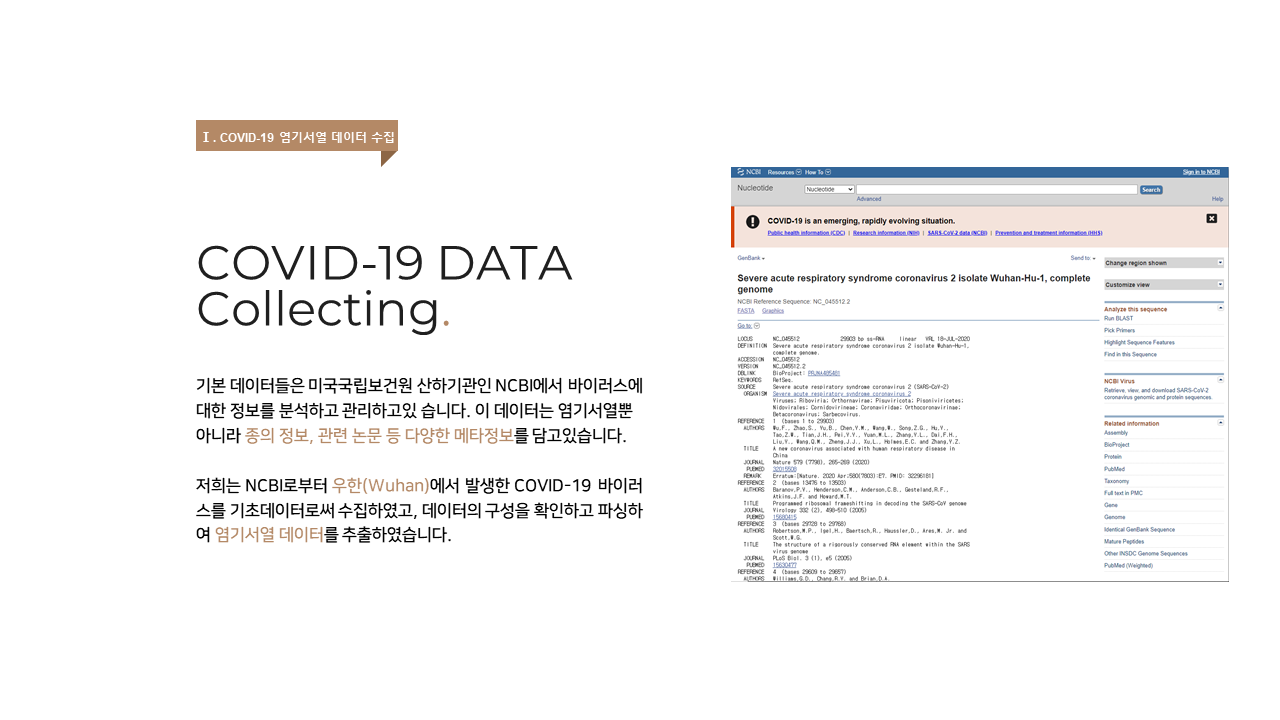 Ⅰ. COVID-19 염기서열 데이터 수집
COVID-19 DATA
Collecting.
기본 데이터들은 미국국립보건원 산하기관인 NCBI에서 바이러스에
대한 정보를 분석하고 관리하고있 습니다. 이 데이터는 염기서열뿐
아니라 종의 정보, 관련 논문 등 다양한 메타정보를 담고있습니다.
저희는 NCBI로부터 우한(Wuhan)에서 발생한 COVID-19 바이러
스를 기초데이터로써 수집하였고, 데이터의 구성을 확인하고 파싱하
여 염기서열 데이터를 추출하였습니다.
NCBI Resources How To Sign in to NCBI
Nucleotide Nucleotide Search
Advanced Help
COVID-19 is an emerging, rapidly evolving situation.
Public health information (CDC) | Research information (NIH) | SARS-CoV-2 data (NCBI) | Prevention and treatment information (HHS)
GenBank Send to:
Severe acute respiratory syndrome coronavirus 2 isolate Wuhan-Hu-1, complete
genome
NCBI Reference Sequence: NC_045512.2
FASTA Graphics
Go to:
LOCUS NC_045512 29903 bp ss-RNA linear VRL 18-JUL-2020
DEFINITION Severe acute respiratory syndrome coronavirus 2 isolate Wuhan-Hu-1,
complete genome.
ACCESSION NC_045512
VERSION NC_045512.2
DBLINK BioProject: PRJNA485481
KEYWORDS RefSeq.
SOURCE Severe acute respiratory syndrome coronavirus 2 (SARS-CoV-2)
ORGANISM Severe acute respiratory syndrome coronavirus 2
Viruses; Riboviria; Orthornavirae; Pisuviricota; Pisoniviricetes;
Nidovirales; Cornidovirineae; Coronaviridae; Orthocoronavirinae;
Betacoronavirus; Sarbecovirus.
REFERENCE 1 (bases 1 to 29903)
AUTHORS Wu,F., Zhao,S., Yu,B., Chen,Y.M., Wang,W., Song,Z.G., Hu,Y.,
Tao,Z.W., Tian,J.H., Pei,Y.Y., Yuan,M.L., Zhang,Y.L., Dai,F.H.,
Liu,Y., Wang,Q.M., Zheng,J.J., Xu,L., Holmes,E.C. and Zhang,Y.Z.
TITLE A new coronavirus associated with human respiratory disease in
China
JOURNAL Nature 579 (7798), 265-269 (2020)
PUBMED 32015508
REMARK Erratum:[Nature. 2020 Apr;580(7803):E7. PMID: 32296181]
REFERENCE 2 (bases 13476 to 13503)
AUTHORS Baranov,P.V., Henderson,C.M., Anderson,C.B., Gesteland,R.F.,
Atkins,J.F. and Howard,M.T.
TITLE Programmed ribosomal frameshifting in decoding the SARS-CoV genome
JOURNAL Virology 332 (2), 498-510 (2005)
PUBMED 15680415
REFERENCE 3 (bases 29728 to 29768)
AUTHORS Robertson,M.P., Igel,H., Baertsch,R., Haussler,D., Ares,M. Jr. and
Scott,W.G.
TITLE The structure of a rigorously conserved RNA element within the SARS
virus genome
JOURNAL PLoS Biol. 3 (1), e5 (2005)
PUBMED 15630477
REFERENCE 4 (bases 29609 to 29657)
AUTHORS Williams,G.D., Chang,R.Y. and Brian,D.A.
Change region shown
Customize view
Analyze this sequence
Run BLAST
Pick Primers
Highlight Sequence Features
Find in this Sequence
NCBI Virus
Retrieve, view, and download SARS-CoV-2
coronavirus genomic and protein sequences.
Related information
Assembly
BioProject
Protein
PubMed
Taxonomy
Full text in PMC
Gene
Genome
Identical GenBank Sequence
Mature Peptides
Other INSDC Genome Sequences
PubMed (Weighted)